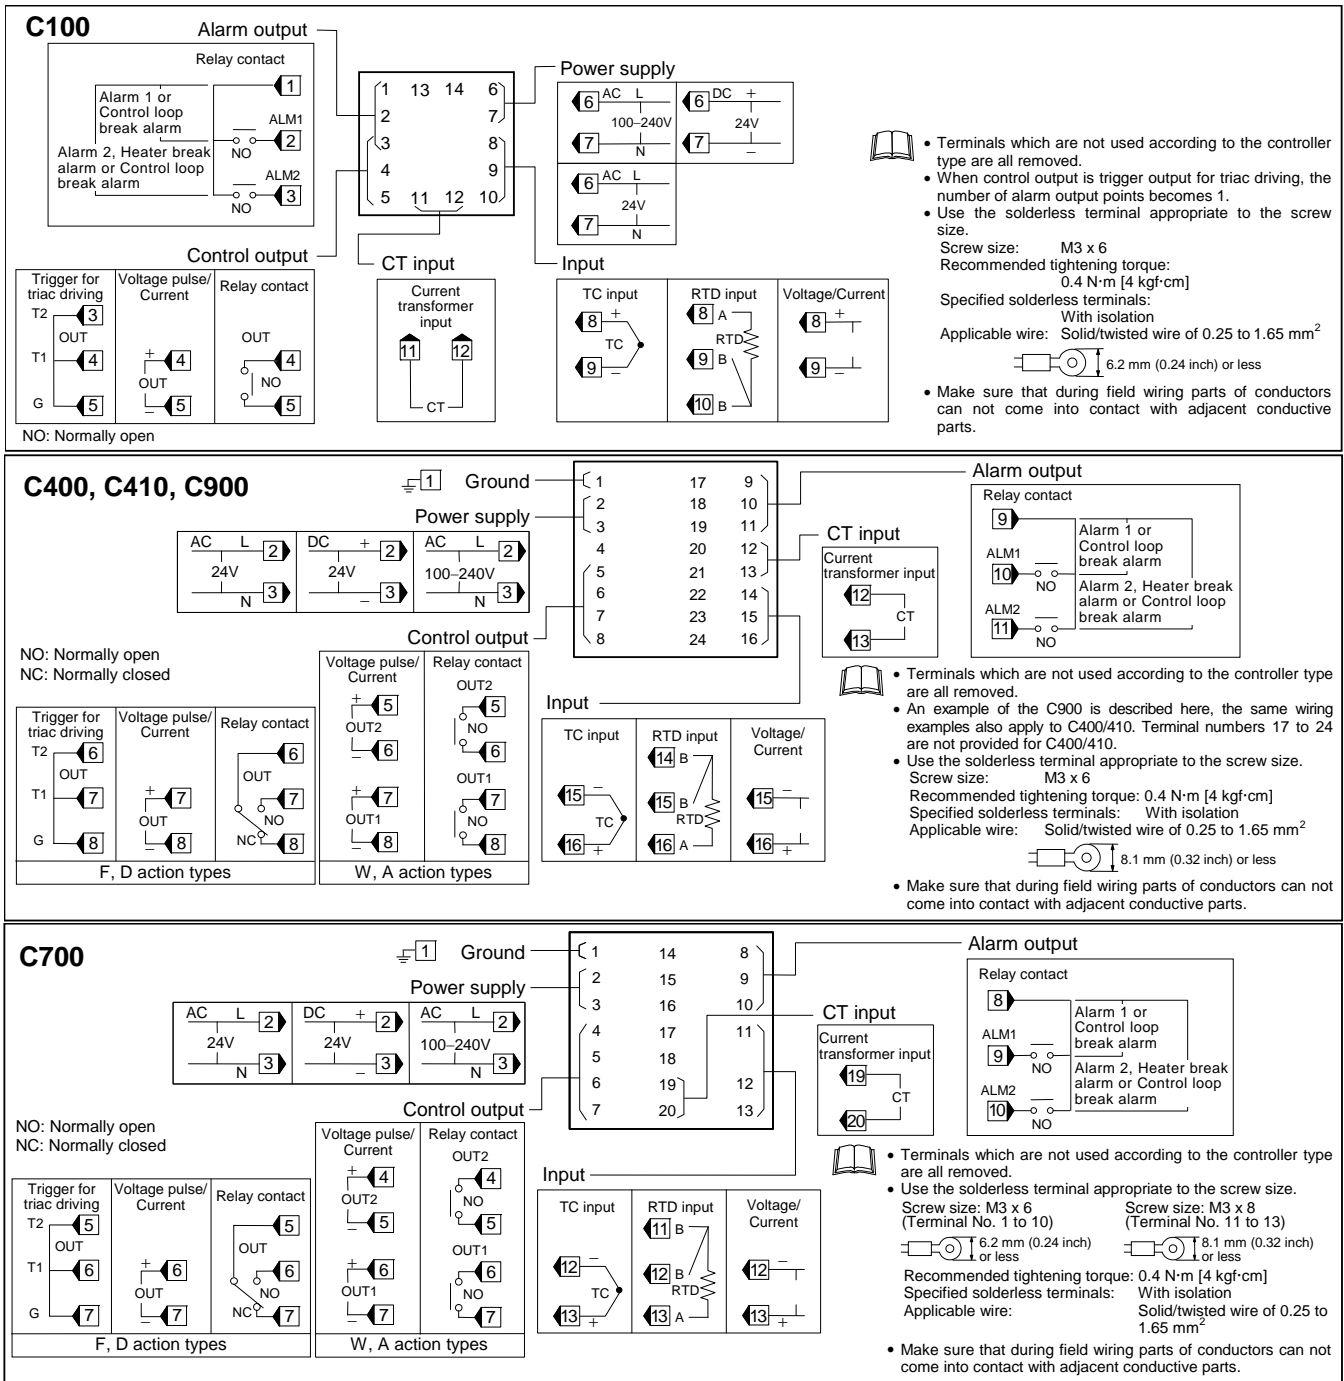 C100
Alarm output
Relay contact
1
Alarm 1 or
Control loop
break alarm
ALM1
2
NO
Alarm 2, Heater break
alarm or Control loop
break alarm
ALM2
3
NO
1 13 14 6
2 7
3 8
4 9
5 11 12 10
Power supply
6 AC L
100–240V
7 N
6 DC +
24V
7 –
6 AC L
24V
7 N
Control output
Trigger for
triac driving
T2 3
OUT
T1 4
G 5
Voltage pulse/
Current
+ 4
OUT
– 5
Relay contact
OUT
4
NO
5
NO: Normally open
CT input
Current
transformer
input
11 12
CT
Input
TC input
8 +
TC
9 –
RTD input
8 A
RTD
9 B
10 B
Voltage/Current
8 +
9 –
• Terminals which are not used according to the controller
type are all removed.
• When control output is trigger output for triac driving, the
number of alarm output points becomes 1.
• Use the solderless terminal appropriate to the screw
size.
Screw size: M3 x 6
Recommended tightening torque:
0.4 N·m [4 kgf·cm]
Specified solderless terminals:
With isolation
Applicable wire: Solid/twisted wire of 0.25 to 1.65 mm²
6.2 mm (0.24 inch) or less
• Make sure that during field wiring parts of conductors
can not come into contact with adjacent conductive
parts.
C400, C410, C900
1 Ground
Power supply
AC L 2
24V
N 3
DC + 2
24V
– 3
AC L 2
100–240V
N 3
1 17 9
2 18 10
3 19 11
4 20 12
5 21 13
6 22 14
7 23 15
8 24 16
Control output
NO: Normally open
NC: Normally closed
Trigger for
triac driving
T2 6
OUT
T1 7
G 8
Voltage pulse/
Current
+ 7
OUT
– 8
Relay contact
6
OUT
7
NO
NC 8
F, D action types
Voltage pulse/
Current
+ 5
OUT2
– 6
+ 7
OUT1
– 8
Relay contact
OUT2
5
NO
6
OUT1
7
NO
8
W, A action types
Input
TC input
15 –
TC
16 +
RTD input
14 B
15 B
RTD
16 A
Voltage/
Current
15 –
16 +
CT input
Current
transformer input
12
CT
13
Alarm output
Relay contact
9
Alarm 1 or
Control loop
break alarm
ALM1
10
NO
Alarm 2, Heater break
alarm or Control loop
break alarm
ALM2
11
NO
• Terminals which are not used according to the controller type
are all removed.
• An example of the C900 is described here, the same wiring
examples also apply to C400/410. Terminal numbers 17 to 24
are not provided for C400/410.
• Use the solderless terminal appropriate to the screw size.
Screw size: M3 x 6
Recommended tightening torque: 0.4 N·m [4 kgf·cm]
Specified solderless terminals: With isolation
Applicable wire: Solid/twisted wire of 0.25 to 1.65 mm²
8.1 mm (0.32 inch) or less
• Make sure that during field wiring parts of conductors can not
come into contact with adjacent conductive parts.
C700
1 Ground
Power supply
AC L 2
24V
N 3
DC + 2
24V
– 3
AC L 2
100–240V
N 3
1 14 8
2 15 9
3 16 10
4 17 11
5 18
6 19 12
7 20 13
Control output
NO: Normally open
NC: Normally closed
Trigger for
triac driving
T2 5
OUT
T1 6
G 7
Voltage pulse/
Current
+ 6
OUT
– 7
Relay contact
5
OUT
6
NO
NC 7
F, D action types
Voltage pulse/
Current
+ 4
OUT2
– 5
+ 6
OUT1
– 7
Relay contact
OUT2
4
NO
5
OUT1
6
NO
7
W, A action types
Input
TC input
12 –
TC
13 +
RTD input
11 B
12 B
RTD
13 A
Voltage/
Current
12 –
13 +
CT input
Current
transformer input
19
CT
20
Alarm output
Relay contact
8
Alarm 1 or
Control loop
break alarm
ALM1
9
NO
Alarm 2, Heater break
alarm or Control loop
break alarm
ALM2
10
NO
• Terminals which are not used according to the controller type
are all removed.
• Use the solderless terminal appropriate to the screw size.
Screw size: M3 x 6 Screw size: M3 x 8
(Terminal No. 1 to 10) (Terminal No. 11 to 13)
6.2 mm (0.24 inch) 8.1 mm (0.32 inch)
or less or less
Recommended tightening torque: 0.4 N·m [4 kgf·cm]
Specified solderless terminals: With isolation
Applicable wire: Solid/twisted wire of 0.25 to
1.65 mm²
• Make sure that during field wiring parts of conductors can not
come into contact with adjacent conductive parts.